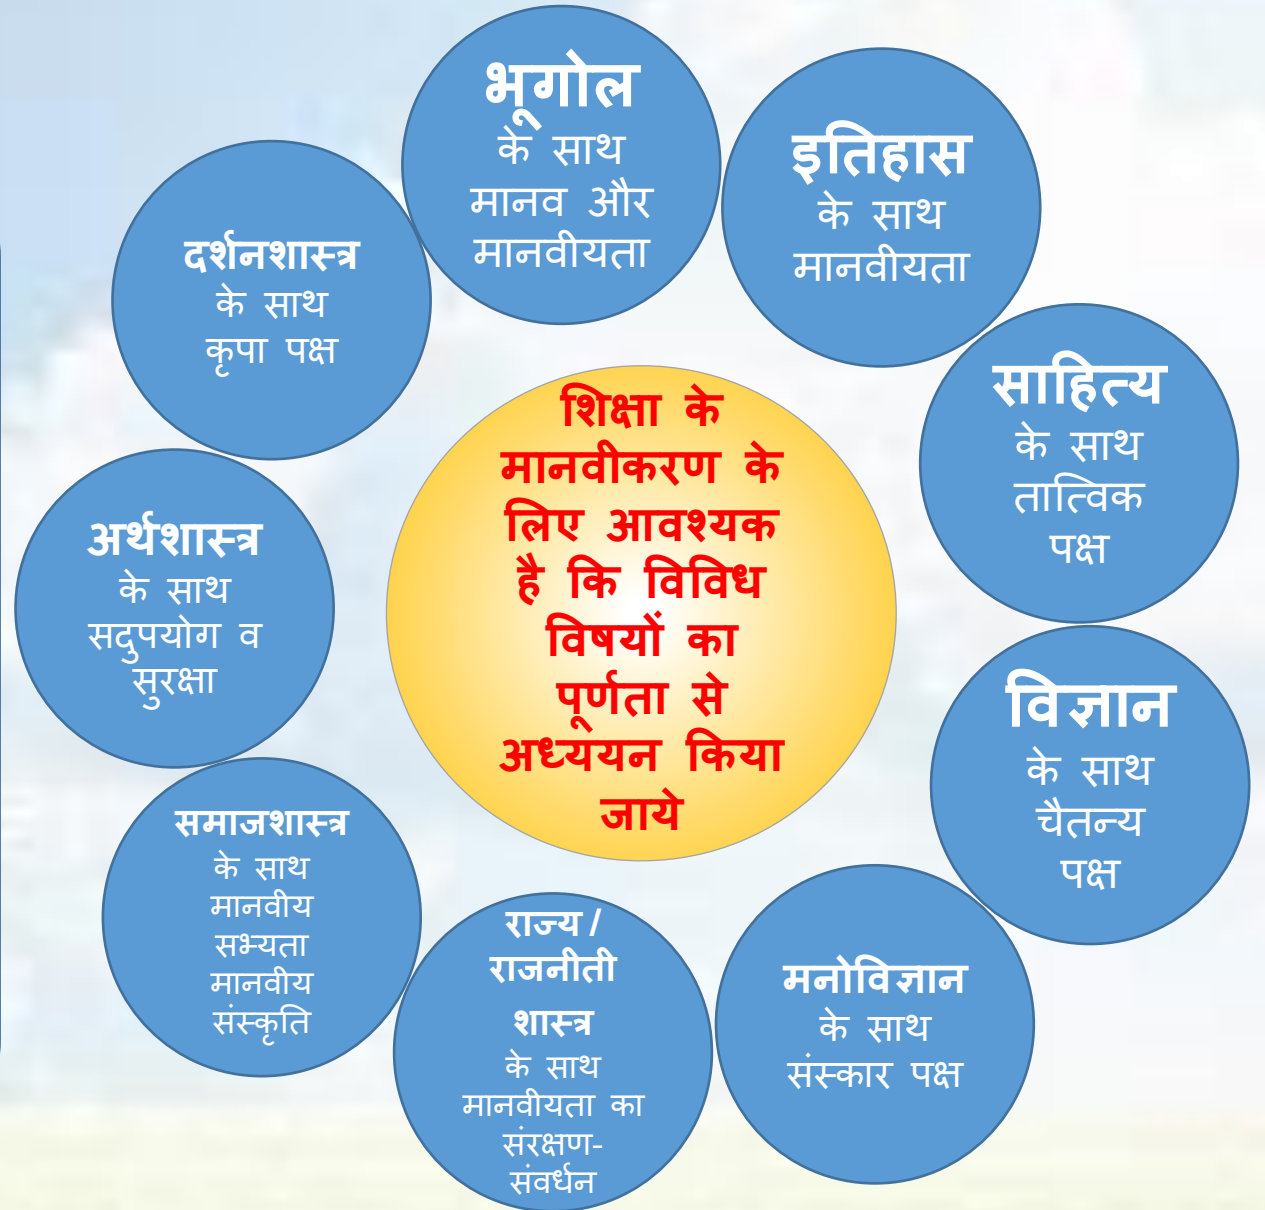 भूगोल
के साथ
मानव और
मानवीयता
इतिहास
के साथ
मानवीयता
साहित्य
के साथ
तात्विक
पक्ष
विज्ञान
के साथ
चैतन्य
पक्ष
मनोविज्ञान
के साथ
संस्कार पक्ष
राज्य /
राजनीती
शास्त्र
के साथ
मानवीयता का
संरक्षण-
संवर्धन
समाजशास्त्र
के साथ
मानवीय
सभ्यता
मानवीय
संस्कृति
अर्थशास्त्र
के साथ
सदुपयोग व
सुरक्षा
दर्शनशास्त्र
के साथ
कृपा पक्ष
शिक्षा के
मानवीकरण के
लिए आवश्यक
है कि विविध
विषयों का
पूर्णता से
अध्ययन किया
जाये